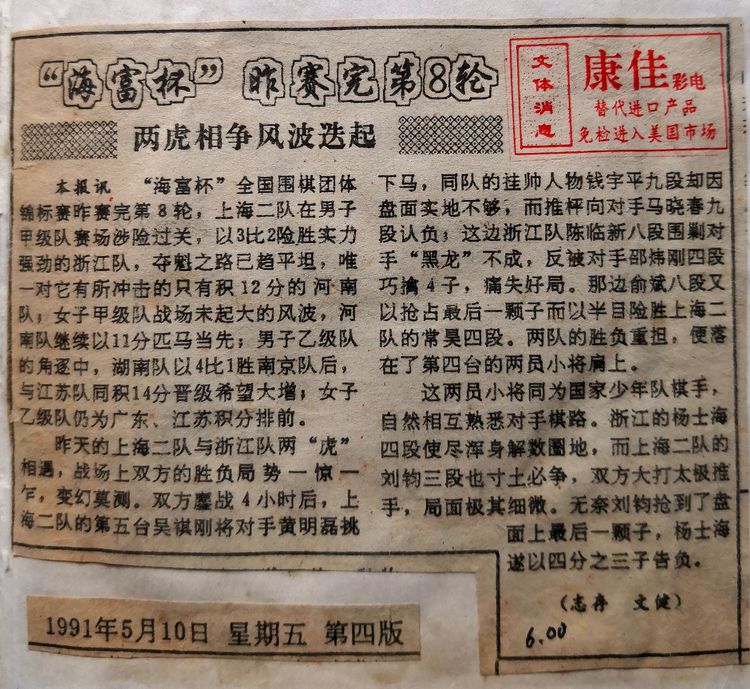 “海富杯”昨赛完第8轮
文体消息
康佳彩电
替代进口产品
免检进入美国市场
两虎相争风波迭起
本报讯 “海富杯”全国围棋团体
锦标赛昨赛完第8轮，上海二队在男子
甲级队赛场涉险过关，以3比2险胜实力
强劲的浙江队，夺魁之路已趋平坦，唯
一对它有所冲击的只有积12分的河南
队；女子甲级队战场未起大的风波，河
南队继续以11分匹马当先；男子乙级队
的角逐中，湖南队以4比1胜南京队后，
与江苏队同积14分晋级希望大增；女子
乙级队仍为广东、江苏积分排前。
昨天的上海二队与浙江队两“虎”
相遇，战场上双方的胜负局势一惊一
乍，变幻莫测。双方鏖战4小时后，上
海二队的第五台吴祺刚将对手黄明磊挑
下马，同队的挂帅人物钱宇平九段却因
盘面实地不够，而推枰向对手马晓春九
段认负；这边浙江队陈临新八段围剿对
手“黑龙”不成，反被对手邵炜刚四段
巧擒4子，痛失好局。那边俞斌八段又
以抢占最后一颗子而以半目险胜上海二
队的常昊四段。两队的胜负重担，便落
在了第四台的两员小将肩上。
这两员小将同为国家少年队棋手，
自然相互熟悉对手棋路。浙江的杨士海
四段使尽浑身解数圈地，而上海二队的
刘钧三段也寸土必争，双方大打太极推
手，局面极其细微。无奈刘钧抢到了盘
面上最后一颗子，杨士海
遂以四分之三子告负。
（志存 文健）
6.00
1991年5月10日 星期五 第四版